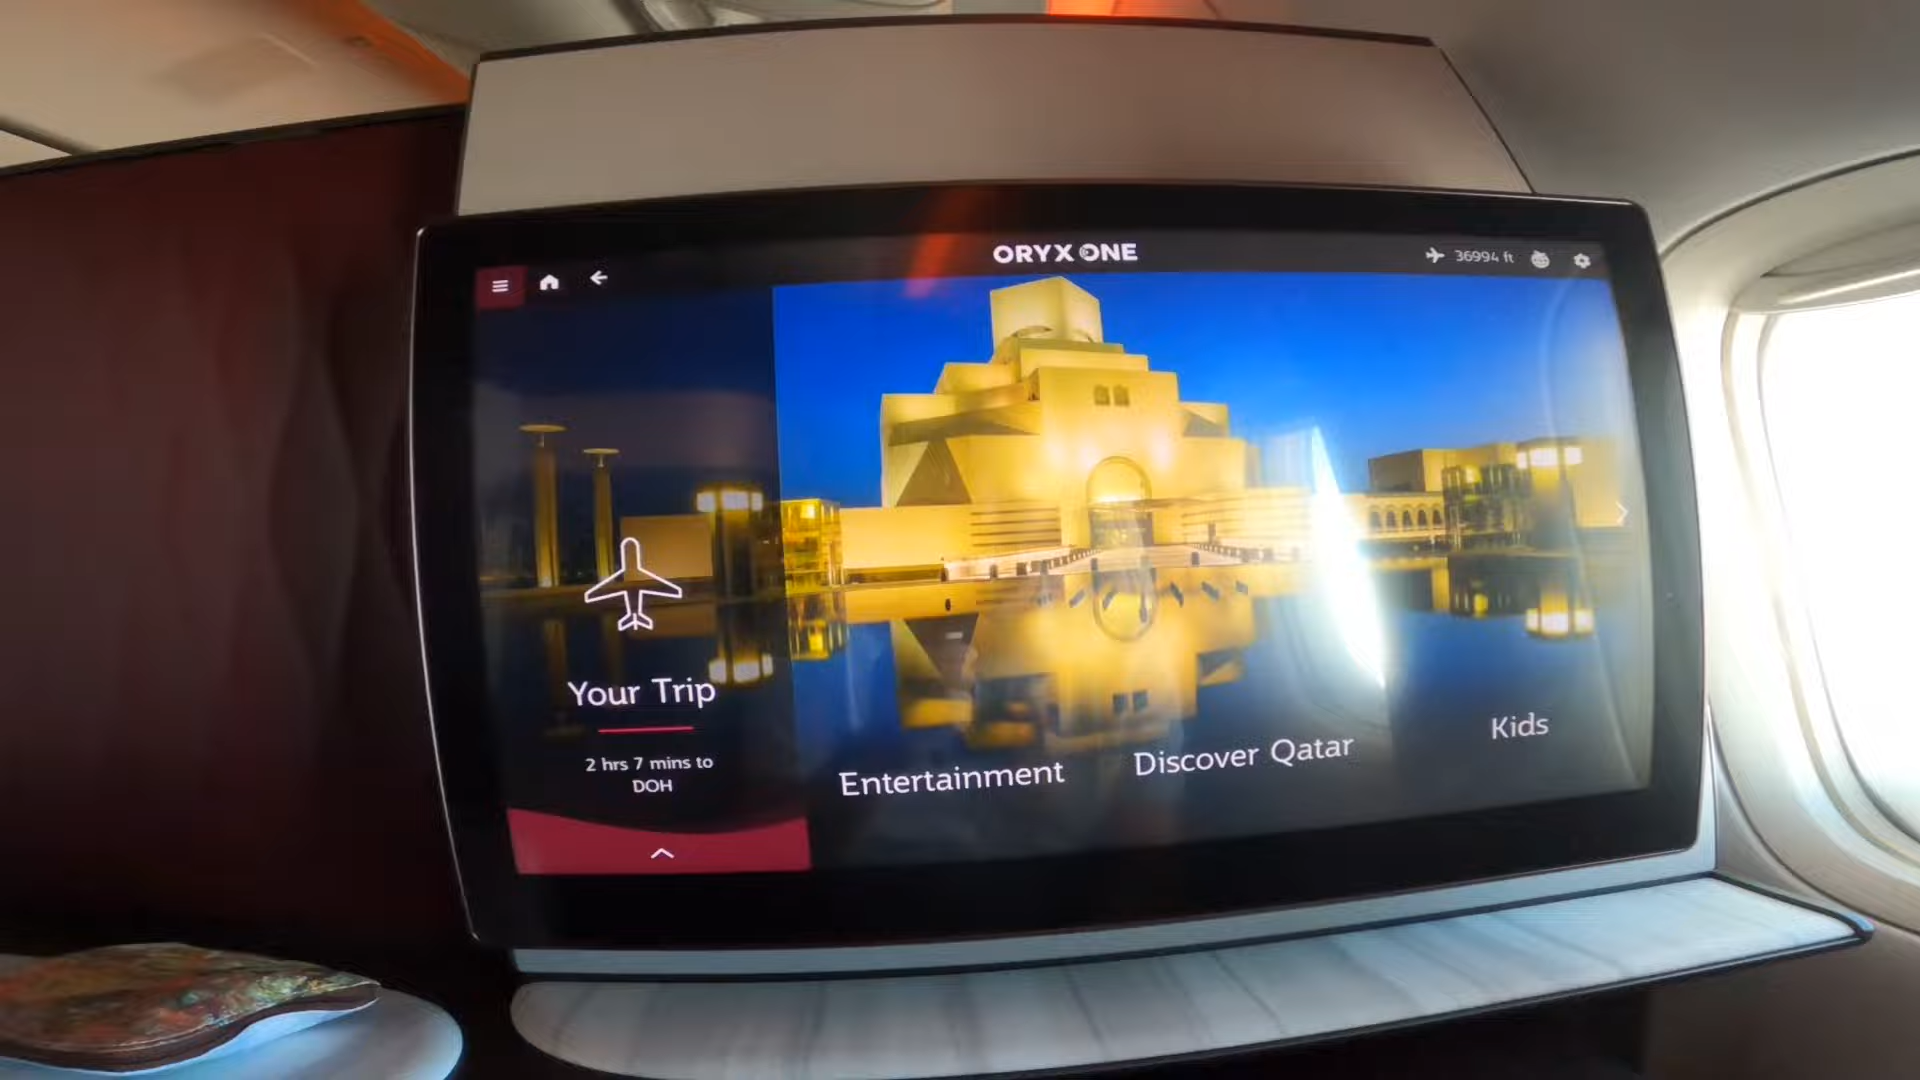 ORYX ONE
36994 ft
Your Trip
2 hrs 7 mins to
DOH
Entertainment
Discover Qatar
Kids